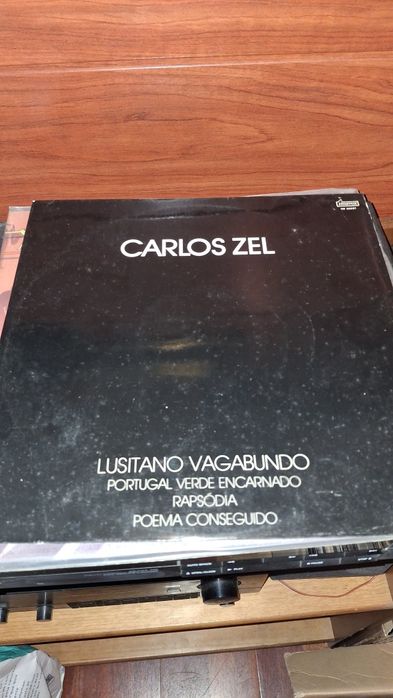 CARLOS ZEL
LUSITANO VAGABUNDO
PORTUGAL VERDE ENCARNADO
RAPSÓDIA
POEMA CONSEGUIDO